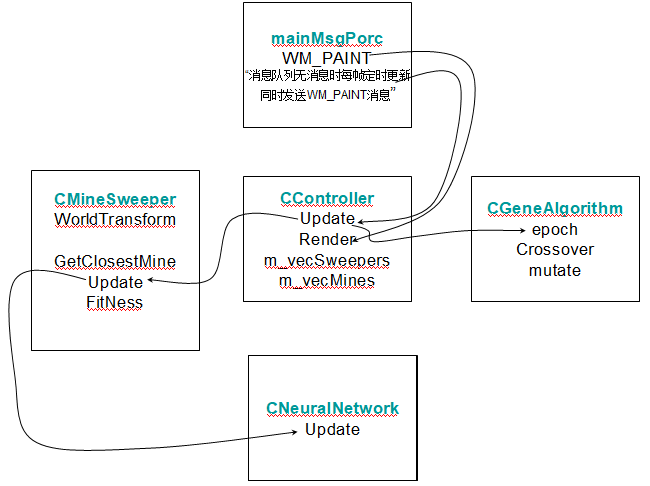 mainMsgPorc
WM_PAINT
“消息队列无消息时每帧定时更新
同时发送WM_PAINT消息”
CMineSweeper
WorldTransform
GetClosestMine
Update
FitNess
CController
Update
Render
m_vecSweepers
m_vecMines
CGeneAlgorithm
epoch
Crossover
mutate
CNeuralNetwork
Update